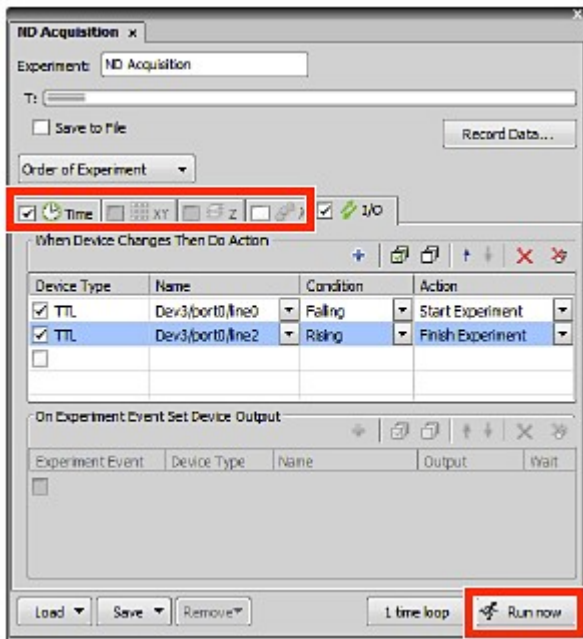 ND Acquisition x
Experiment: ND Acquisition
T:
Save to File
Record Data...
Order of Experiment
Time XY Z λ I/O
When Device Changes Then Do Action
Device Type Name Condition Action
TTL Dev3/port0/line0 Falling Start Experiment
TTL Dev3/port0/line2 Rising Finish Experiment
On Experiment Event Set Device Output
Experiment Event Device Type Name Output Wait
Load Save Remove 1 time loop Run now